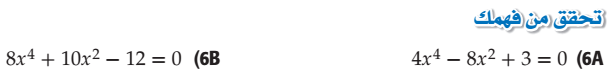 تحقق من فهمك
4x⁴ − 8x² + 3 = 0 (6A
8x⁴ + 10x² − 12 = 0 (6B